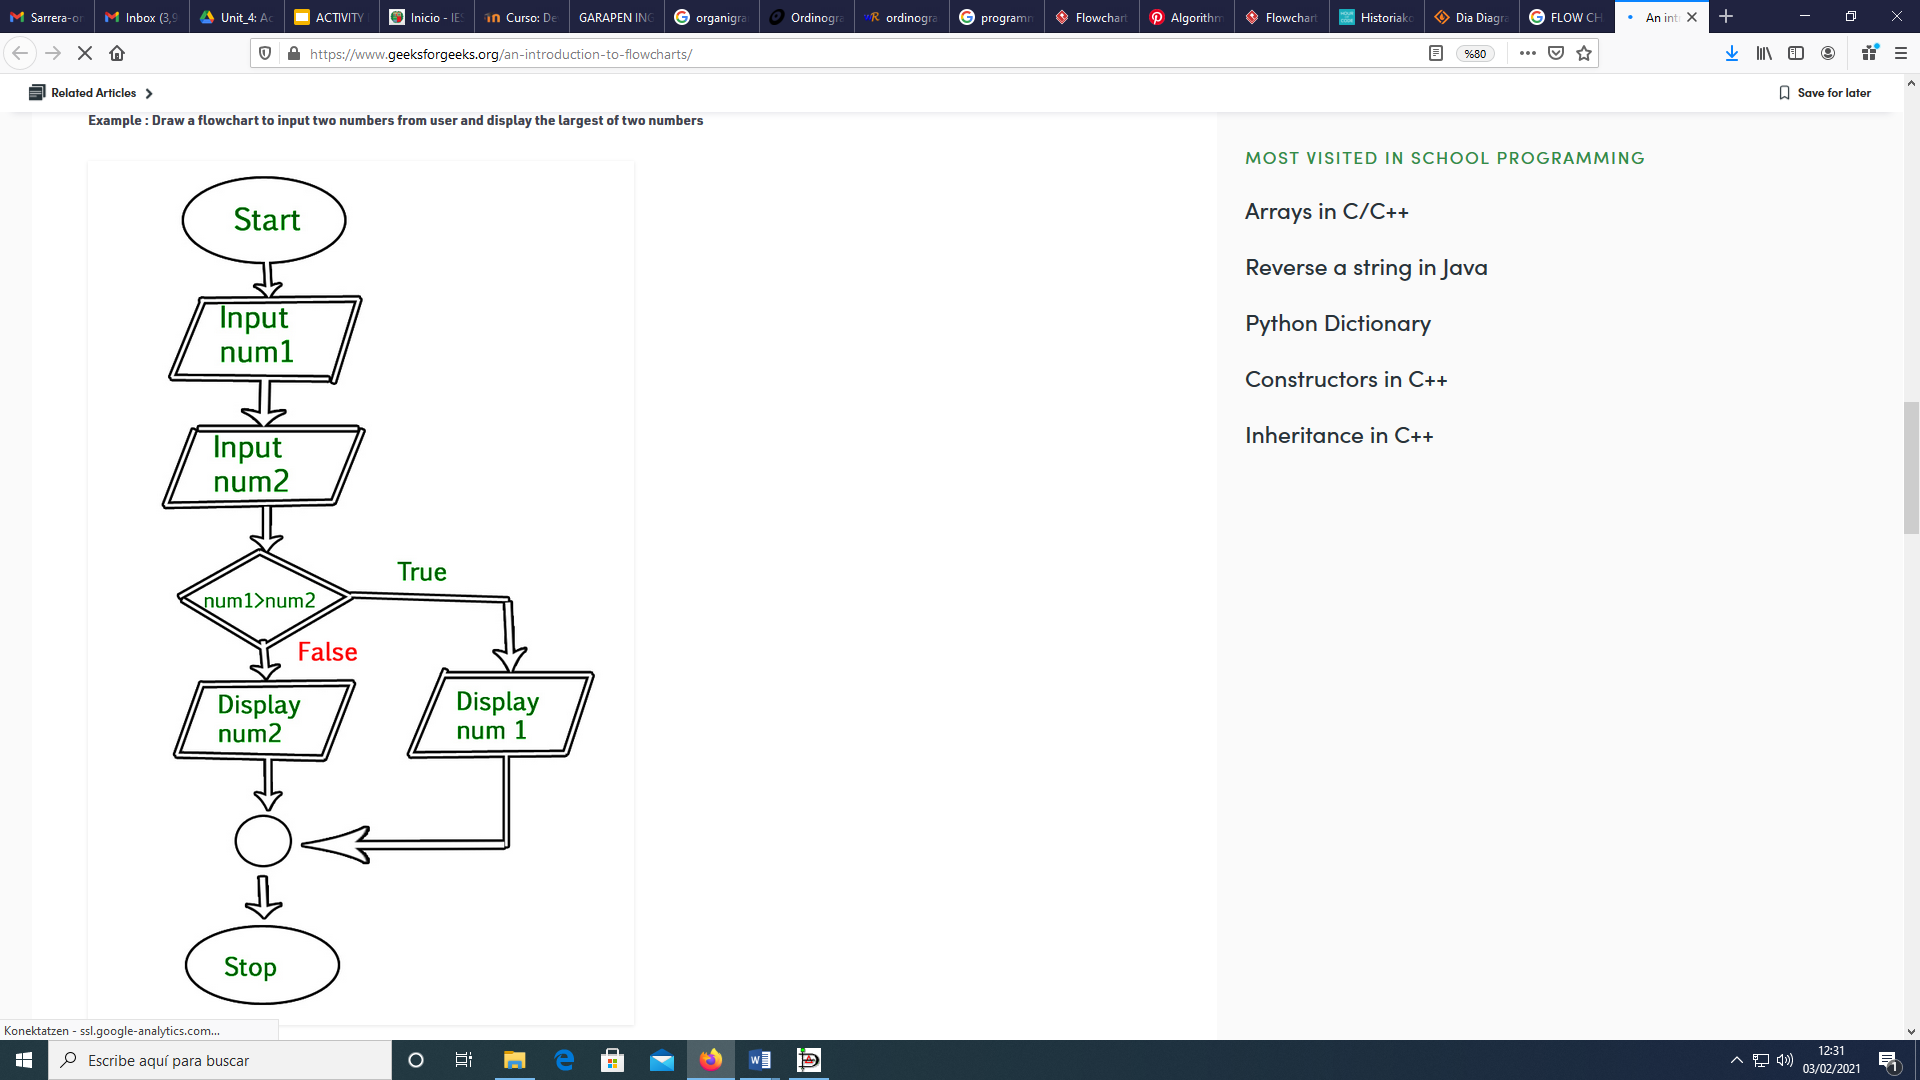 Sarrera-or
Inbox (3,9
Unit_4: Ac
ACTIVITY
Inicio - IES
Curso: De
GARAPEN ING
organigra
Ordinogra
ordinogra
programm
Flowchart
Algorithm
Flowchart
Historiako
Dia Diagra
FLOW CH
An int
https://www.geeksforgeeks.org/an-introduction-to-flowcharts/
%80
Related Articles
Save for later
Example : Draw a flowchart to input two numbers from user and display the largest of two numbers
Start
Input
num1
Input
num2
num1>num2
True
False
Display
num2
Display
num 1
Stop
MOST VISITED IN SCHOOL PROGRAMMING
Arrays in C/C++
Reverse a string in Java
Python Dictionary
Constructors in C++
Inheritance in C++
Konektatzen - ssl.google-analytics.com...
Escribe aquí para buscar
12:31
03/02/2021
1